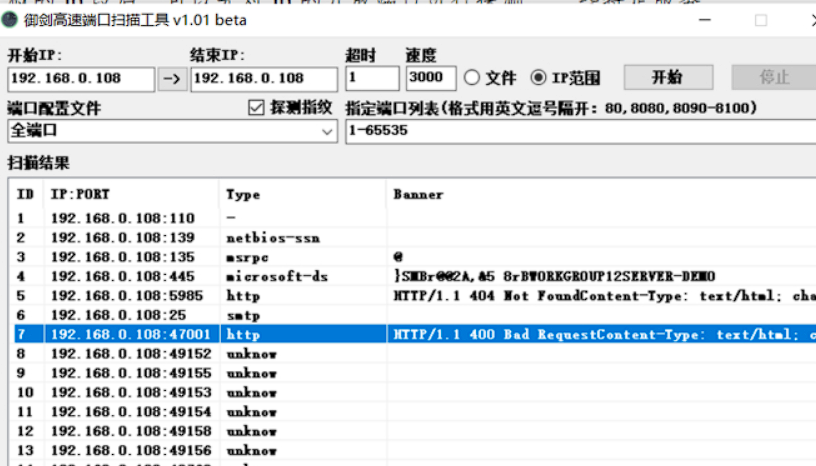 御剑高速端口扫描工具 v1.01 beta
开始IP: 结束IP: 超时 速度
192.168.0.108 -> 192.168.0.108 1 3000 文件 IP范围 开始 停止
端口配置文件 探测指纹 指定端口列表(格式用英文逗号隔开: 80,8080,8090-8100)
全端口 1-65535
扫描结果
ID IP:PORT Type Banner
1 192.168.0.108:110 -
2 192.168.0.108:139 netbios-ssn
3 192.168.0.108:135 msrpc @
4 192.168.0.108:445 microsoft-ds }SMBr@@2A,&5 8rBWORKGROUP12SERVER-DEMO
5 192.168.0.108:5985 http HTTP/1.1 404 Not FoundContent-Type: text/html; cha
6 192.168.0.108:25 smtp
7 192.168.0.108:47001 http HTTP/1.1 400 Bad RequestContent-Type: text/html; c
8 192.168.0.108:49152 unknow
9 192.168.0.108:49155 unknow
10 192.168.0.108:49153 unknow
11 192.168.0.108:49154 unknow
12 192.168.0.108:49158 unknow
13 192.168.0.108:49156 unknow